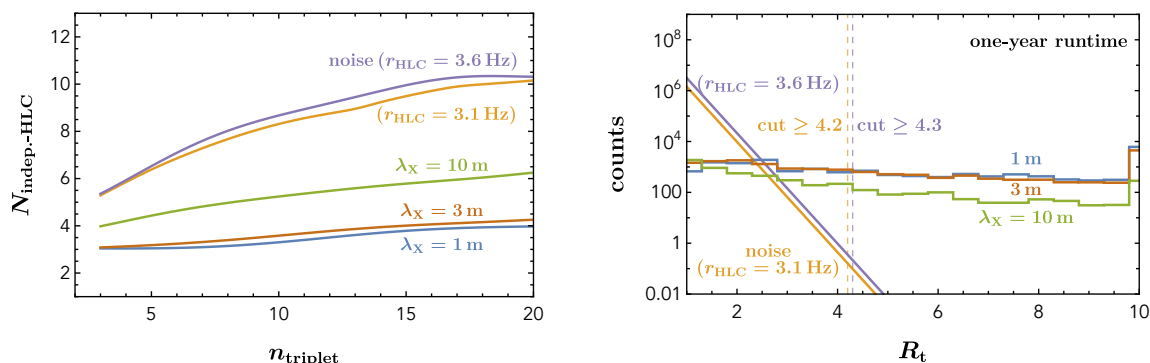 12
10
8
6
4
2
N_indep.-HLC
noise (r_HLC = 3.6 Hz)
(r_HLC = 3.1 Hz)
λ_X = 10 m
λ_X = 3 m
λ_X = 1 m
5 10 15 20
n_triplet
10^8
10^6
10^4
100
1
0.01
counts
one-year runtime
(r_HLC = 3.6 Hz)
cut ≥ 4.2 cut ≥ 4.3
1 m
3 m
λ_X = 10 m
noise
(r_HLC = 3.1 Hz)
2 4 6 8 10
R_t